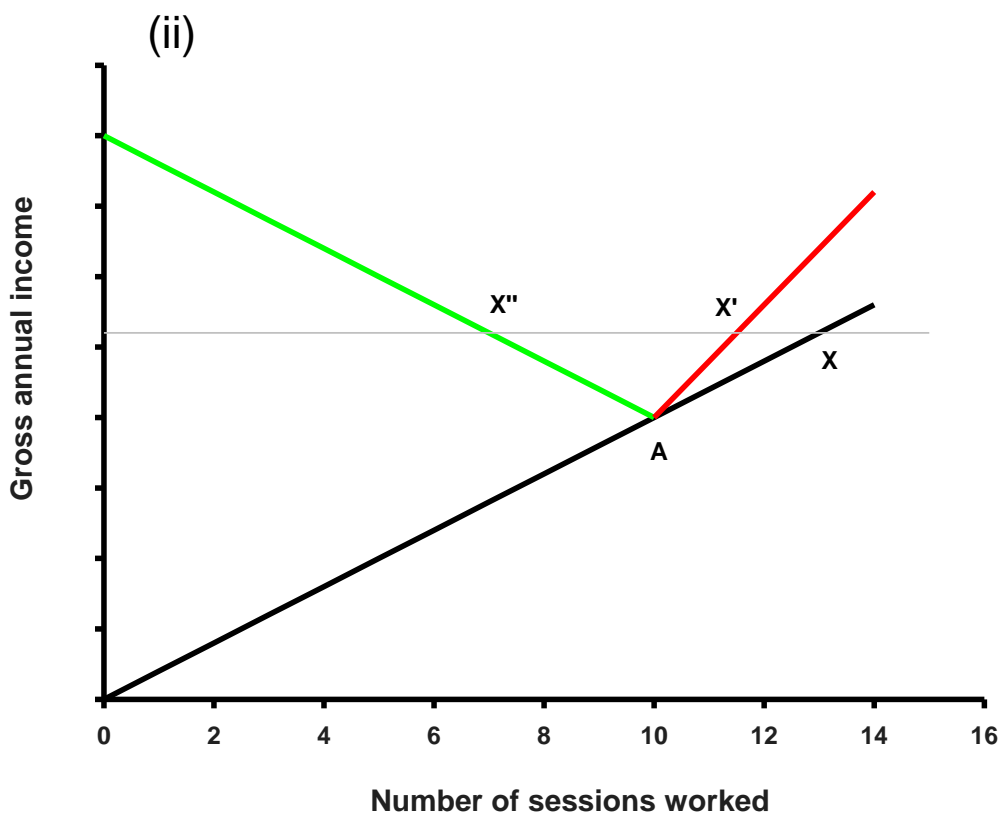 (ii)
Gross annual income
X"
X'
X
A
0 2 4 6 8 10 12 14 16
Number of sessions worked